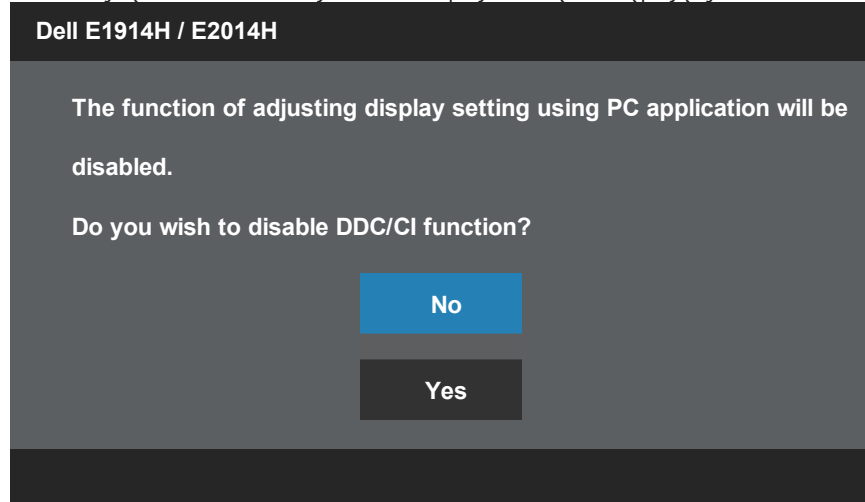 Dell E1914H / E2014H
The function of adjusting display setting using PC application will be
disabled.
Do you wish to disable DDC/CI function?
No
Yes